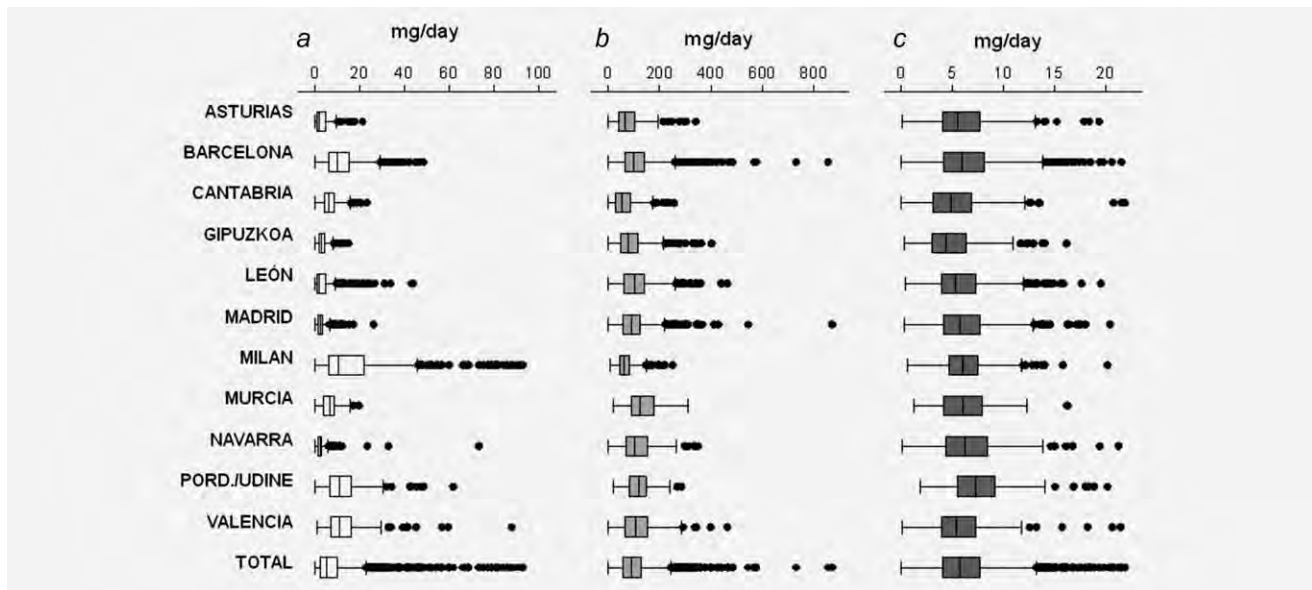 a mg/day b mg/day c mg/day
0 20 40 60 80 100 0 200 400 600 800 0 5 10 15 20
ASTURIAS
BARCELONA
CANTABRIA
GIPUZKOA
LEÓN
MADRID
MILAN
MURCIA
NAVARRA
PORD./UDINE
VALENCIA
TOTAL